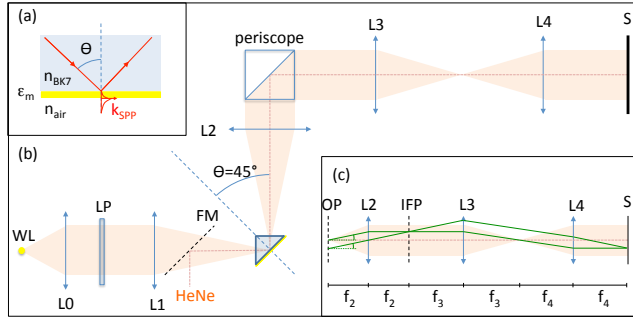 (a)
ϴ
n_BK7
ε_m
n_air
k_SPP
periscope
L3
L4
S
L2
(b)
ϴ=45°
LP
FM
WL
L0
L1
HeNe
(c)
OP L2 IFP L3 L4 S
f_2 f_2 f_3 f_3 f_4 f_4